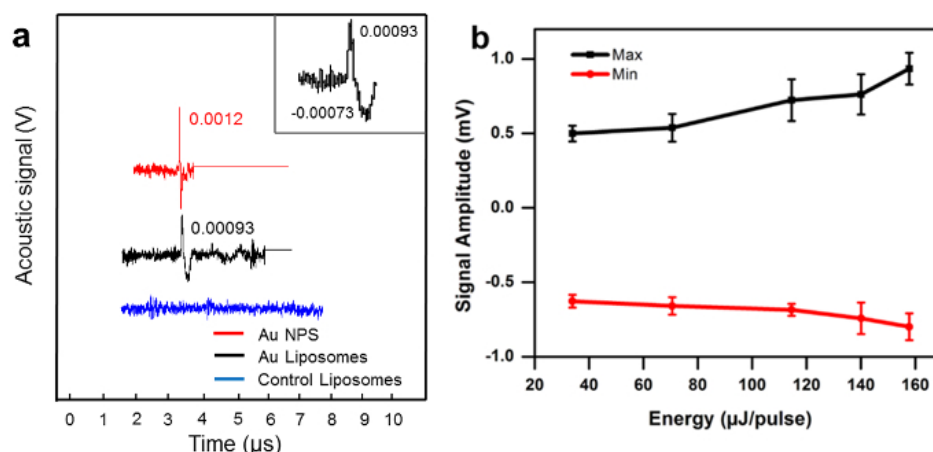 a
Acoustic signal (V)
0.00093
-0.00073
0.0012
0.00093
Au NPS
Au Liposomes
Control Liposomes
0 1 2 3 4 5 6 7 8 9 10
Time (µs)
b
Signal Amplitude (mV)
Max
Min
1.0
0.5
0.0
-0.5
-1.0
20 40 60 80 100 120 140 160
Energy (µJ/pulse)